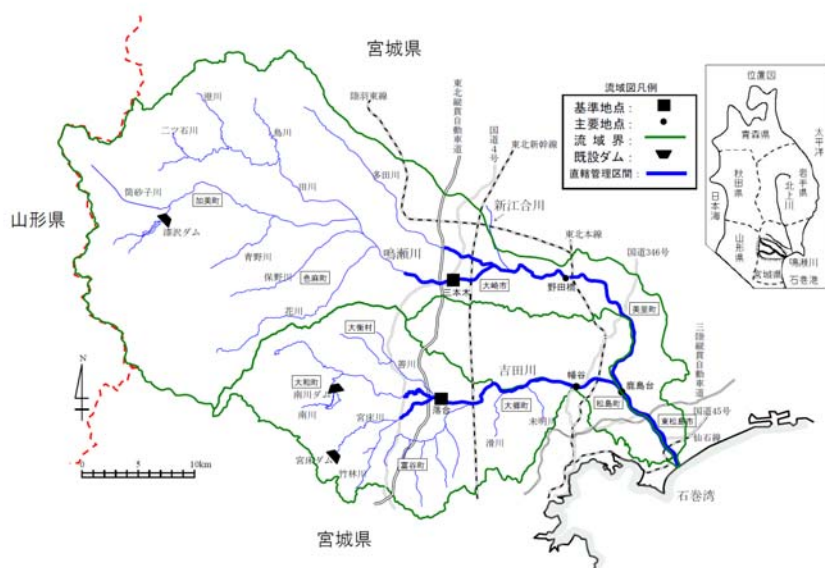 宮城県
位置図
青森県
太平洋
秋田県
岩手県
北上川
日本海
山形県
鳴瀬川
宮城県
石巻港
流域図凡例
基準地点：
主要地点：
流域界：
既設ダム：
直轄管理区間：
陸羽東線
東北縦貫自動車道
国道4号
東北新幹線
二ツ石川
鳥川
多田川
新江合川
田川
筒砂子川
加美町
漆沢ダム
山形県
鳴瀬川
東北本線
国道346号
青野川
保野川
色麻町
三本木
大崎市
野田橋
花川
美里町
大衡村
三陸縦貫自動車道
善川
吉田川
幡谷
大和町
南川ダム
鹿島台
南川
落合
大郷町
松島町
宮床川
東松島市
国道45号
仙石線
滑川
富谷町
宮床ダム
竹林川
N
0
5
10km
石巻湾
宮城県